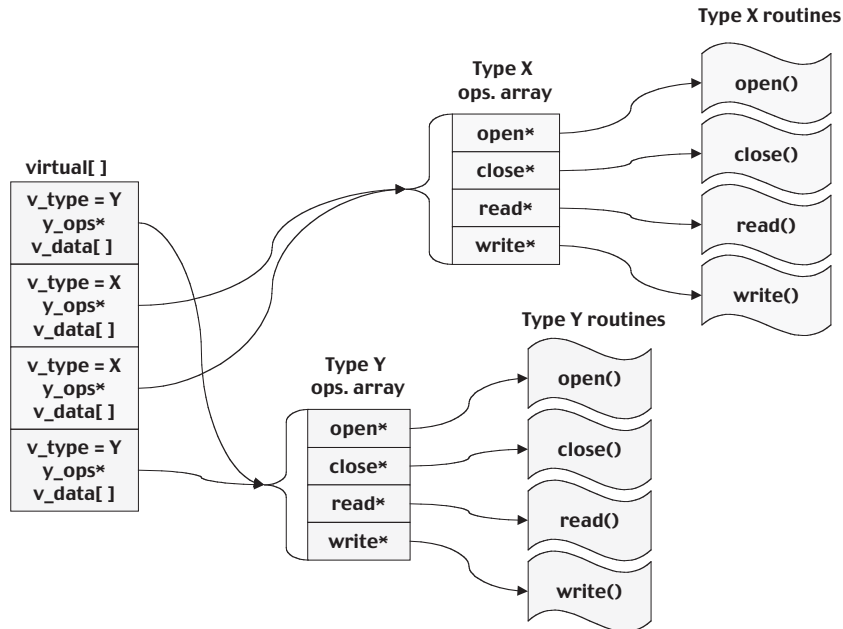 Type X routines
Type X
ops. array
open*
close*
read*
write*
open()
close()
read()
write()
virtual[ ]
v_type = Y
y_ops*
v_data[ ]
v_type = X
y_ops*
v_data[ ]
v_type = X
y_ops*
v_data[ ]
v_type = Y
y_ops*
v_data[ ]
Type Y routines
Type Y
ops. array
open*
close*
read*
write*
open()
close()
read()
write()